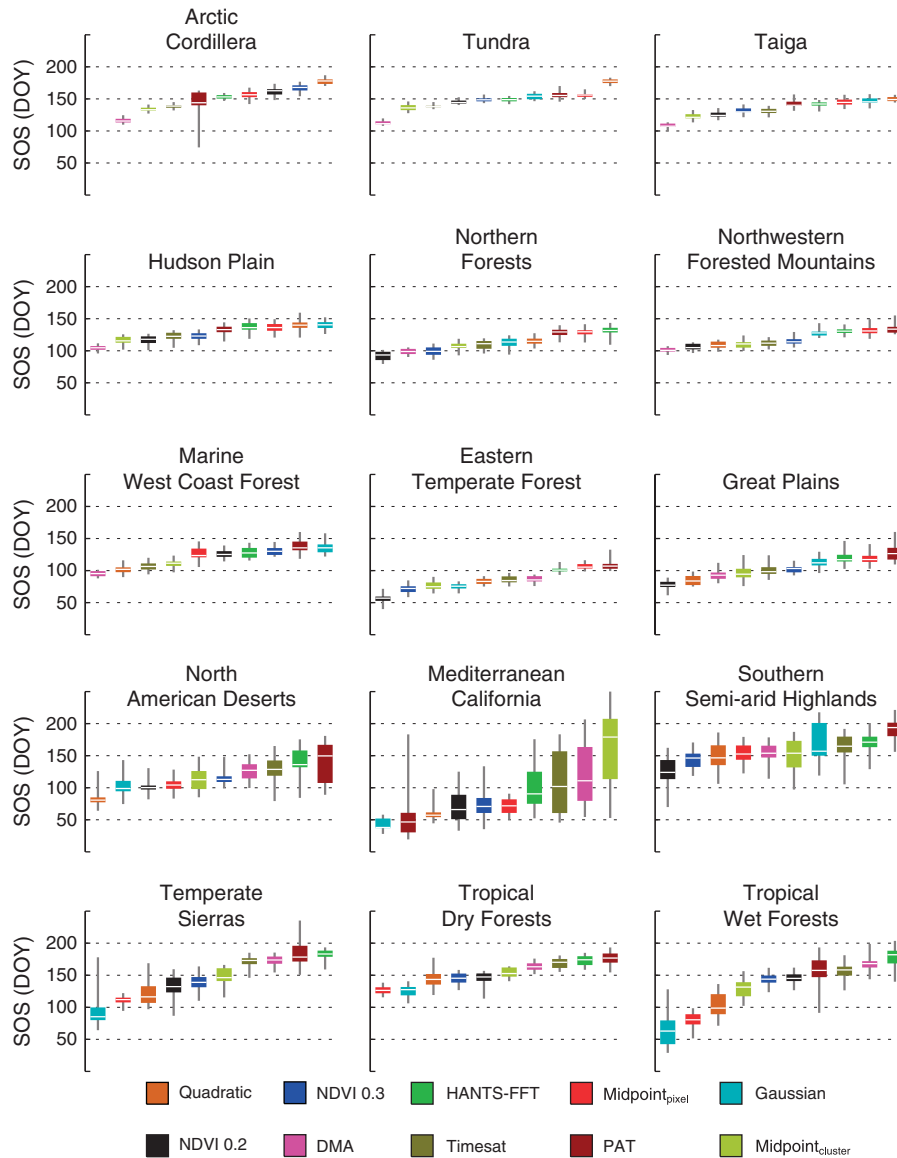 Arctic
Cordillera
Tundra
Taiga
SOS (DOY)
200
150
100
50
Hudson Plain
Northern
Forests
Northwestern
Forested Mountains
SOS (DOY)
200
150
100
50
Marine
West Coast Forest
Eastern
Temperate Forest
Great Plains
SOS (DOY)
200
150
100
50
North
American Deserts
Mediterranean
California
Southern
Semi-arid Highlands
SOS (DOY)
200
150
100
50
Temperate
Sierras
Tropical
Dry Forests
Tropical
Wet Forests
SOS (DOY)
200
150
100
50
Quadratic NDVI 0.3 HANTS-FFT Midpointpixel Gaussian
NDVI 0.2 DMA Timesat PAT Midpointcluster